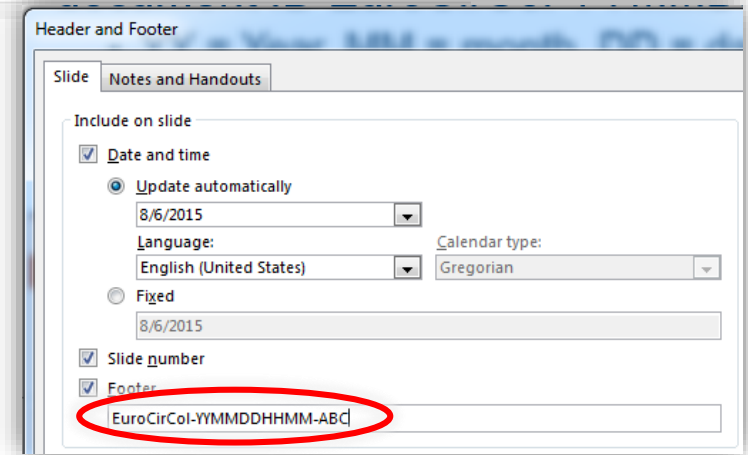 Header and Footer
Slide Notes and Handouts
Include on slide
Date and time
Update automatically
8/6/2015
Language: Calendar type:
English (United States) Gregorian
Fixed
8/6/2015
Slide number
Footer
EuroCirCol-YYMMDDHHMM-ABC